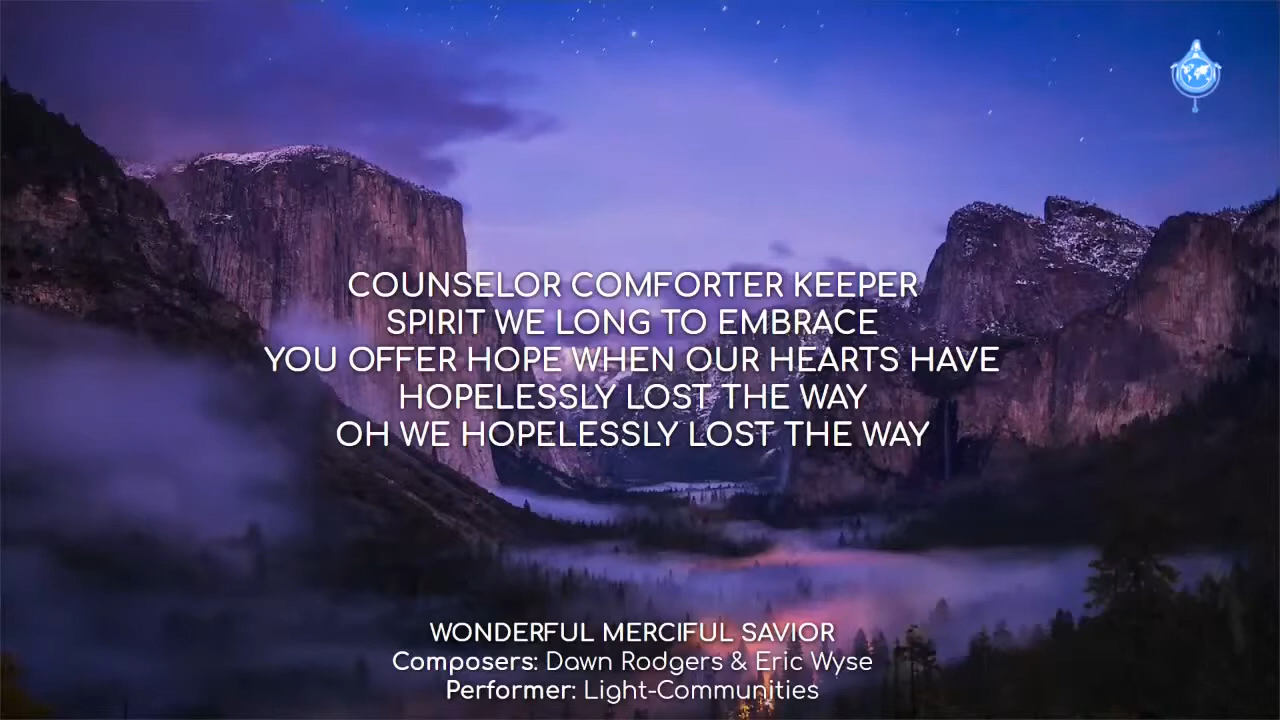 COUNSELOR COMFORTER KEEPER
SPIRIT WE LONG TO EMBRACE
YOU OFFER HOPE WHEN OUR HEARTS HAVE
HOPELESSLY LOST THE WAY
OH WE HOPELESSLY LOST THE WAY
WONDERFUL MERCIFUL SAVIOR
Composers: Dawn Rodgers & Eric Wyse
Performer: Light-Communities